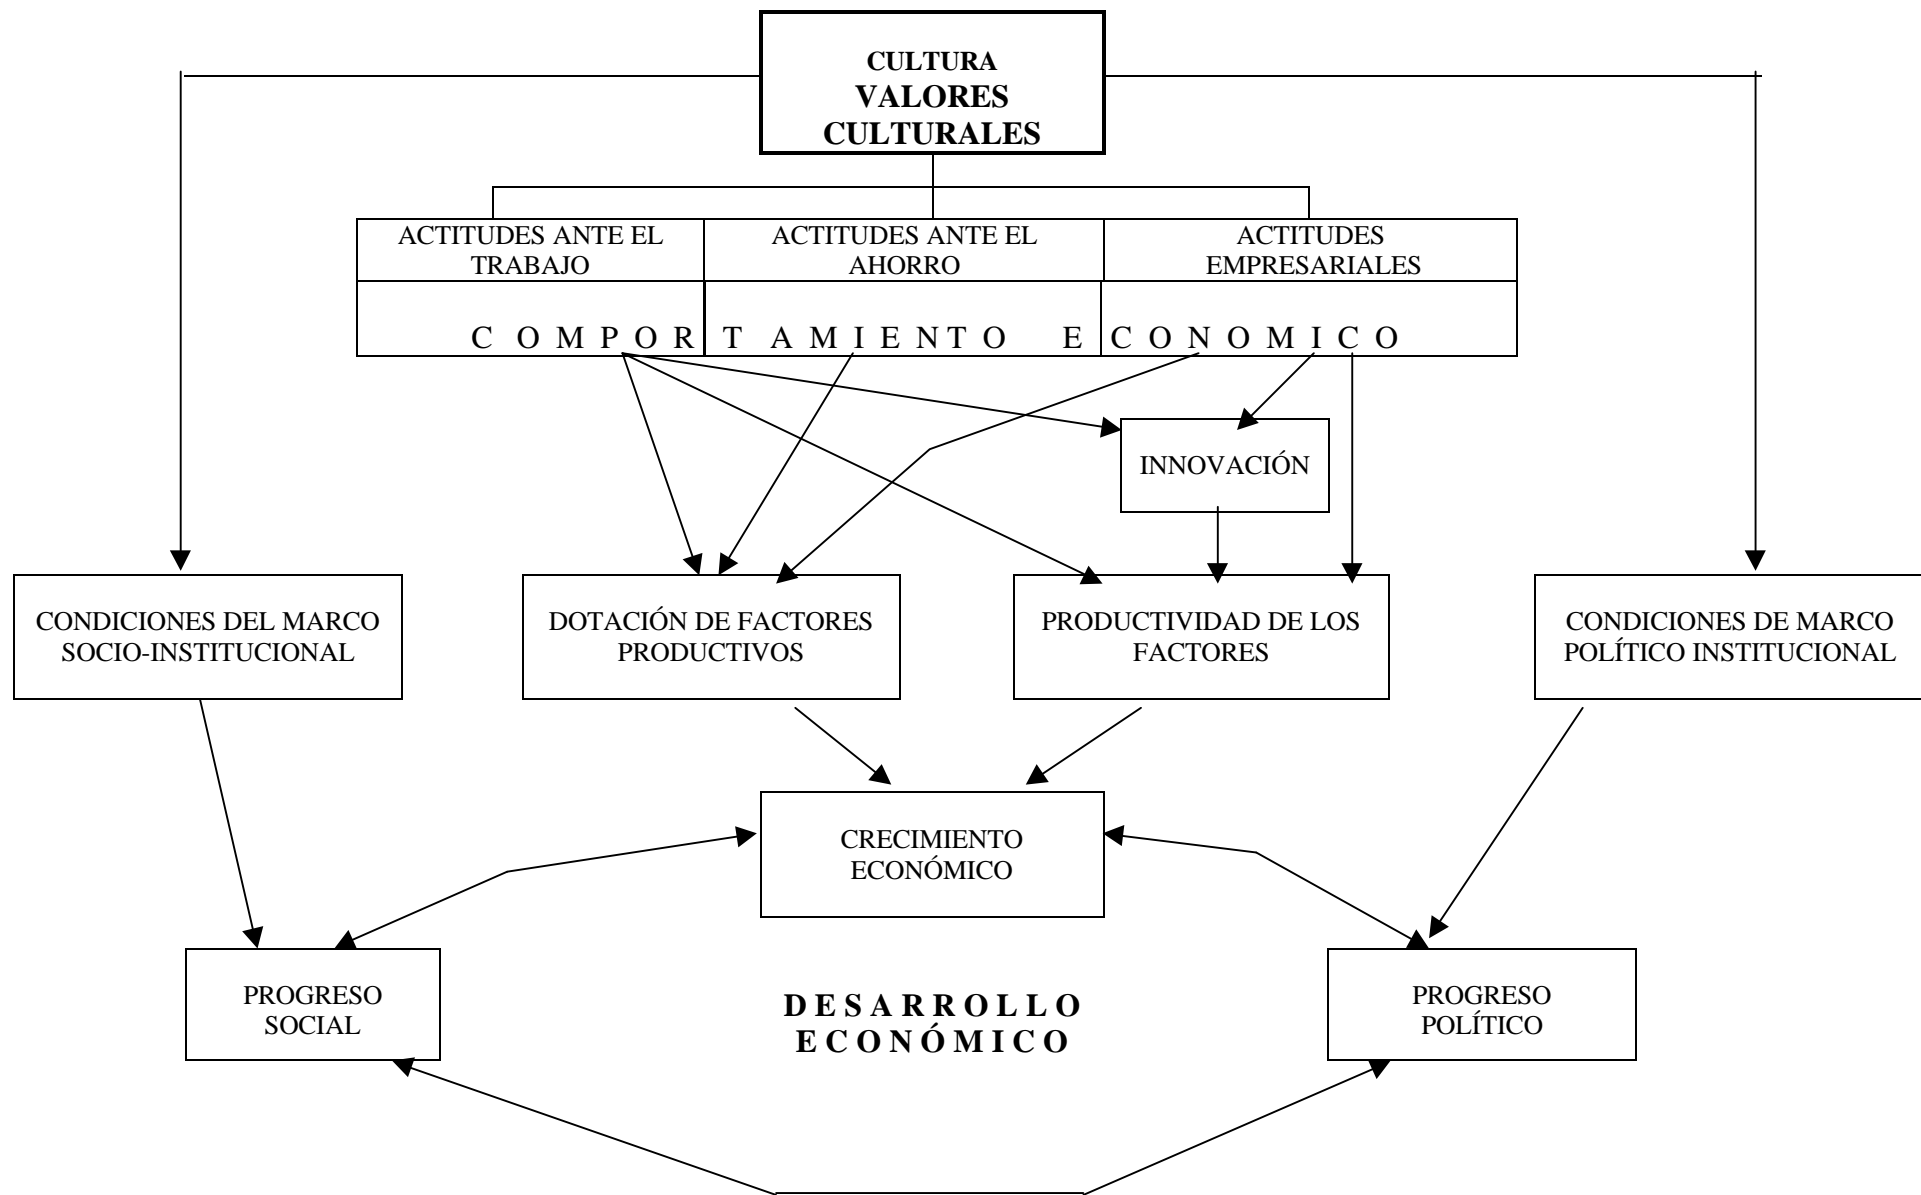 CULTURA
VALORES
CULTURALES
ACTITUDES ANTE EL
TRABAJO
ACTITUDES ANTE EL
AHORRO
ACTITUDES
EMPRESARIALES
C O M P O R T A M I E N T O E C O N O M I C O
INNOVACIÓN
CONDICIONES DEL MARCO
SOCIO-INSTITUCIONAL
DOTACIÓN DE FACTORES
PRODUCTIVOS
PRODUCTIVIDAD DE LOS
FACTORES
CONDICIONES DE MARCO
POLÍTICO INSTITUCIONAL
CRECIMIENTO
ECONÓMICO
PROGRESO
SOCIAL
D E S A R R O L L O
E C O N Ó M I C O
PROGRESO
POLÍTICO